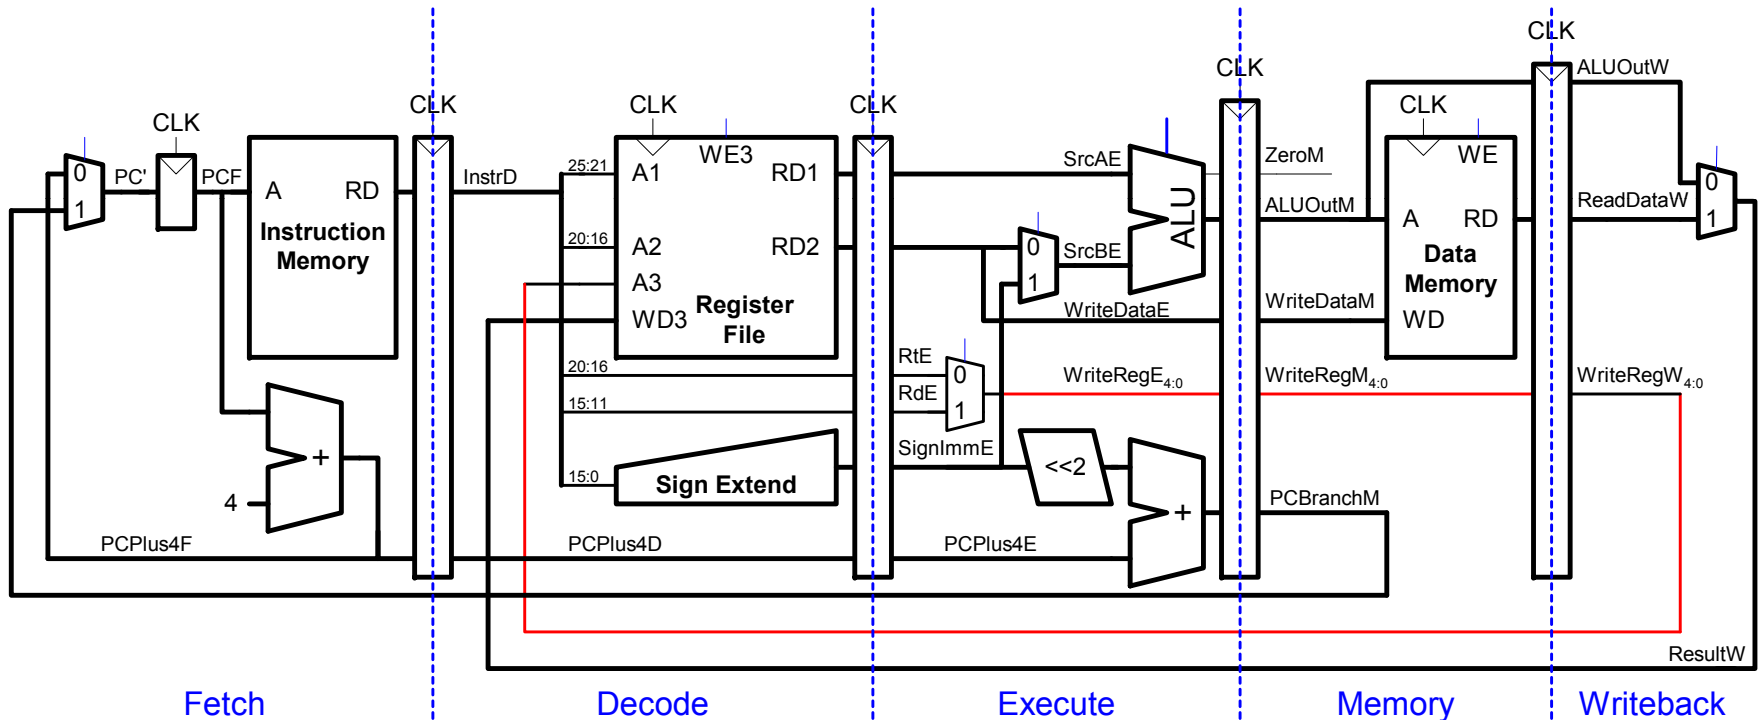 CLK
ALUOutW
CLK
CLK
CLK
CLK
CLK
CLK
0
1
PC'
PCF
A
RD
Instruction
Memory
InstrD
25:21
A1
WE3
RD1
20:16
A2
RD2
A3
WD3
Register
File
SrcAE
0
1
SrcBE
ALU
WriteDataE
ZeroM
ALUOutM
WriteDataM
WE
A
RD
Data
Memory
WD
ReadDataW
0
1
20:16
15:11
RtE
RdE
0
1
WriteRegE4:0
WriteRegM4:0
WriteRegW4:0
15:0
Sign Extend
SignImmE
<<2
+
4
+
PCBranchM
PCPlus4F
PCPlus4D
PCPlus4E
ResultW
Fetch
Decode
Execute
Memory
Writeback